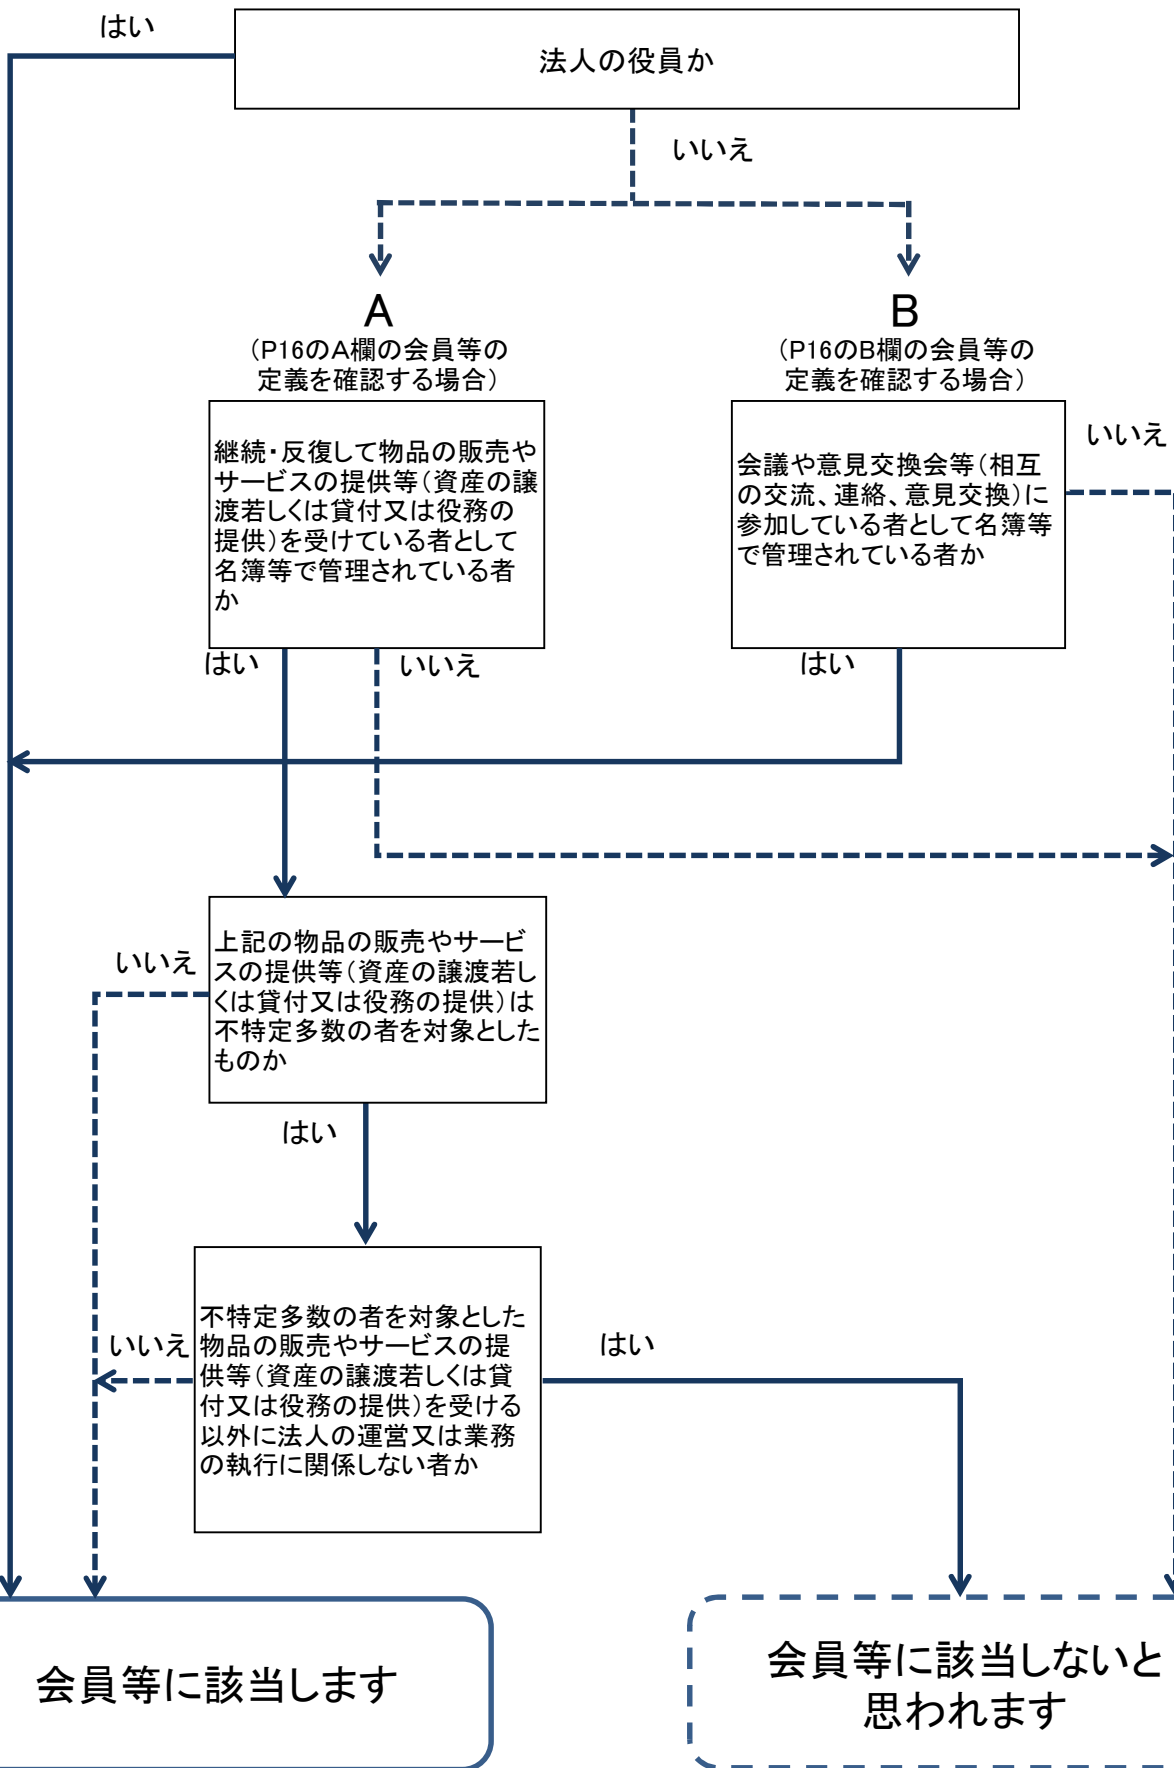 はい
法人の役員か
いいえ
A
（P16のA欄の会員等の
定義を確認する場合）
B
（P16のB欄の会員等の
定義を確認する場合）
継続・反復して物品の販売や
サービスの提供等（資産の譲
渡若しくは貸付又は役務の
提供）を受けている者として
名簿等で管理されている者
か
会議や意見交換会等（相互
の交流、連絡、意見交換）に
参加している者として名簿等
で管理されている者か
いいえ
はい
いいえ
はい
上記の物品の販売やサービ
スの提供等（資産の譲渡若し
くは貸付又は役務の提供）は
不特定多数の者を対象とした
ものか
いいえ
はい
不特定多数の者を対象とした
物品の販売やサービスの提
供等（資産の譲渡若しくは貸
付又は役務の提供）を受ける
以外に法人の運営又は業務
の執行に関係しない者か
いいえ
はい
会員等に該当します
会員等に該当しないと
思われます